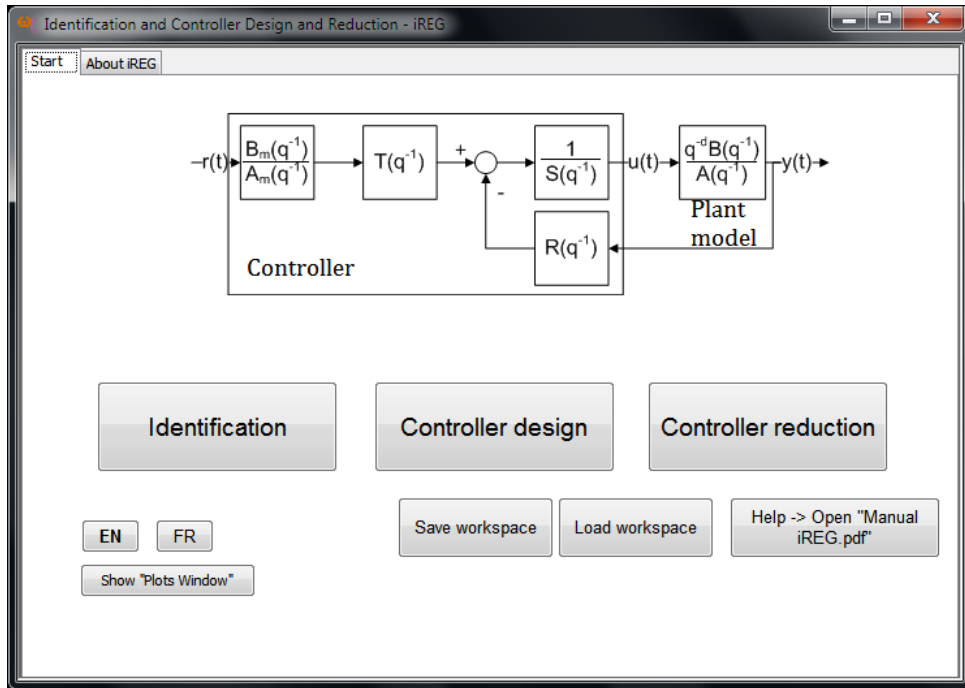 Identification and Controller Design and Reduction - iREG
Start
About iREG
r(t)
Bm(q-1)
Am(q-1)
T(q-1)
+
-
1
S(q-1)
u(t)
q-dB(q-1)
A(q-1)
y(t)
Plant
model
R(q-1)
Controller
Identification
Controller design
Controller reduction
Save workspace
Load workspace
Help -> Open "Manual
iREG.pdf"
EN
FR
Show "Plots Window"